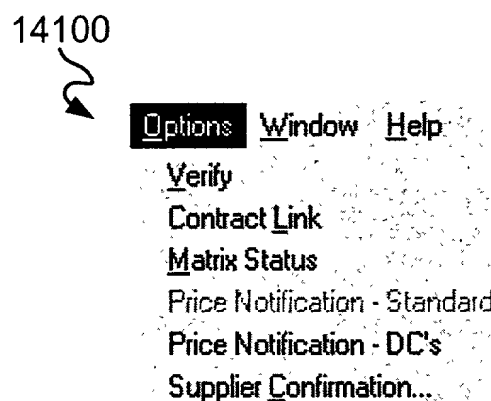 14100
Options Window Help
Verify
Contract Link
Matrix Status
Price Notification - Standard
Price Notification - DC's
Supplier Confirmation...